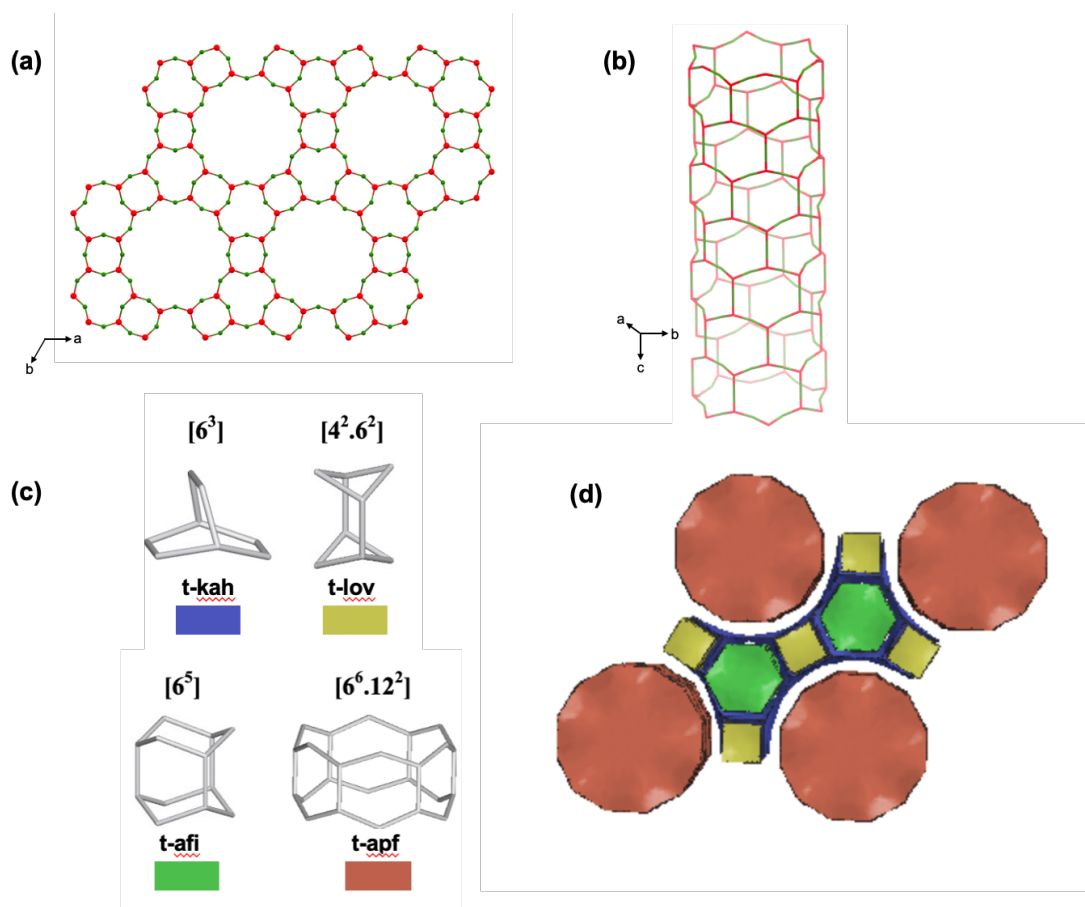 (a)
(b)
a
b
a
b
c
(c)
[6³]
[4².6²]
t-kah
t-lov
[6⁵]
[6⁶.12²]
t-afi
t-apf
(d)